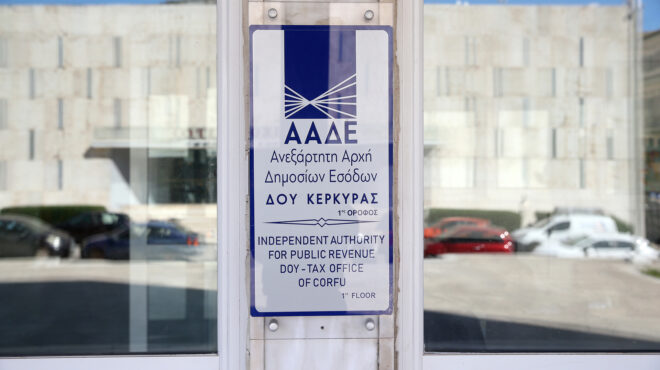 ΑΑΔΕ
Ανεξάρτητη Αρχή
Δημοσίων Εσόδων
ΔΟΥ ΚΕΡΚΥΡΑΣ
1ος ΟΡΟΦΟΣ
INDEPENDENT AUTHORITY
FOR PUBLIC REVENUE
DOY - TAX OFFICE
OF CORFU
1st FLOOR